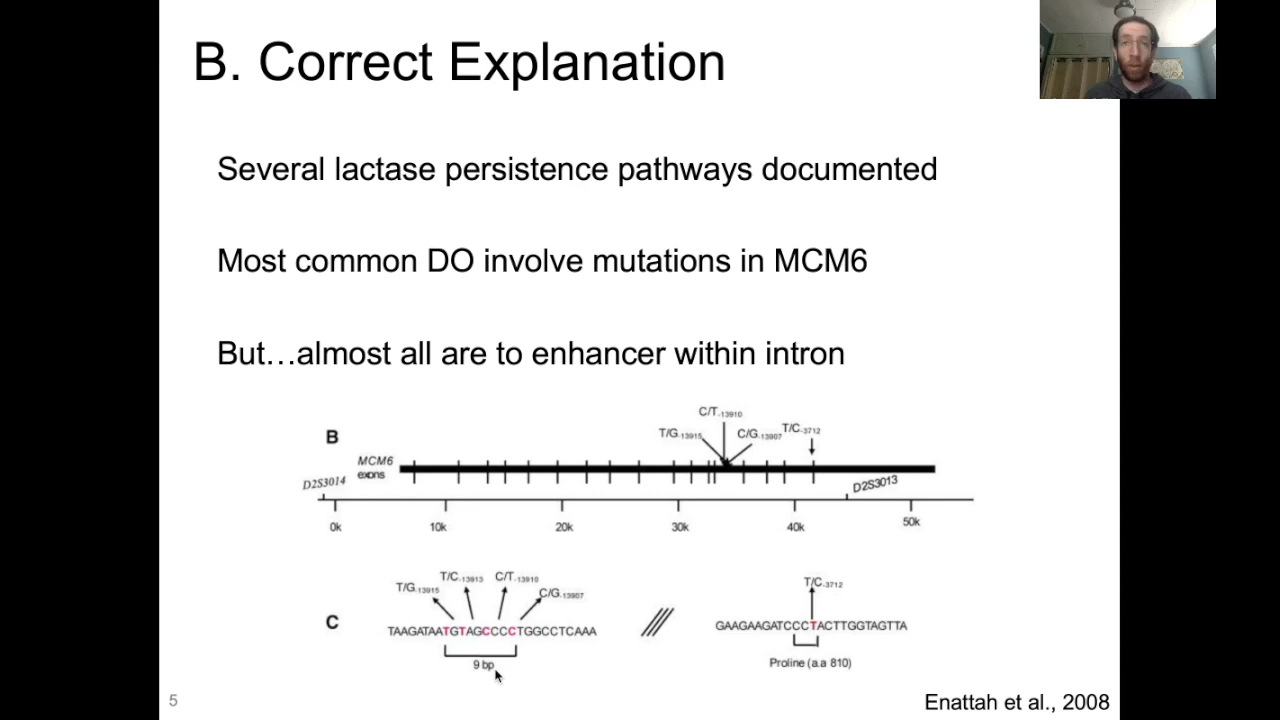 B. Correct Explanation
Several lactase persistence pathways documented
Most common DO involve mutations in MCM6
But…almost all are to enhancer within intron
B
C/T-13910
T/G-13915
C/G-13907
T/C-3712
MCM6
exons
D2S3014
D2S3013
0k
10k
20k
30k
40k
50k
C
T/G-13915
T/C-13913
C/T-13910
C/G-13907
T/C-3712
TAAGATAATGTAGCCCCTGGCCTCAAA
GAAGAAGATCCCTACTTGGTAGTTA
9 bp
Proline (a.a 810)
5
Enattah et al., 2008